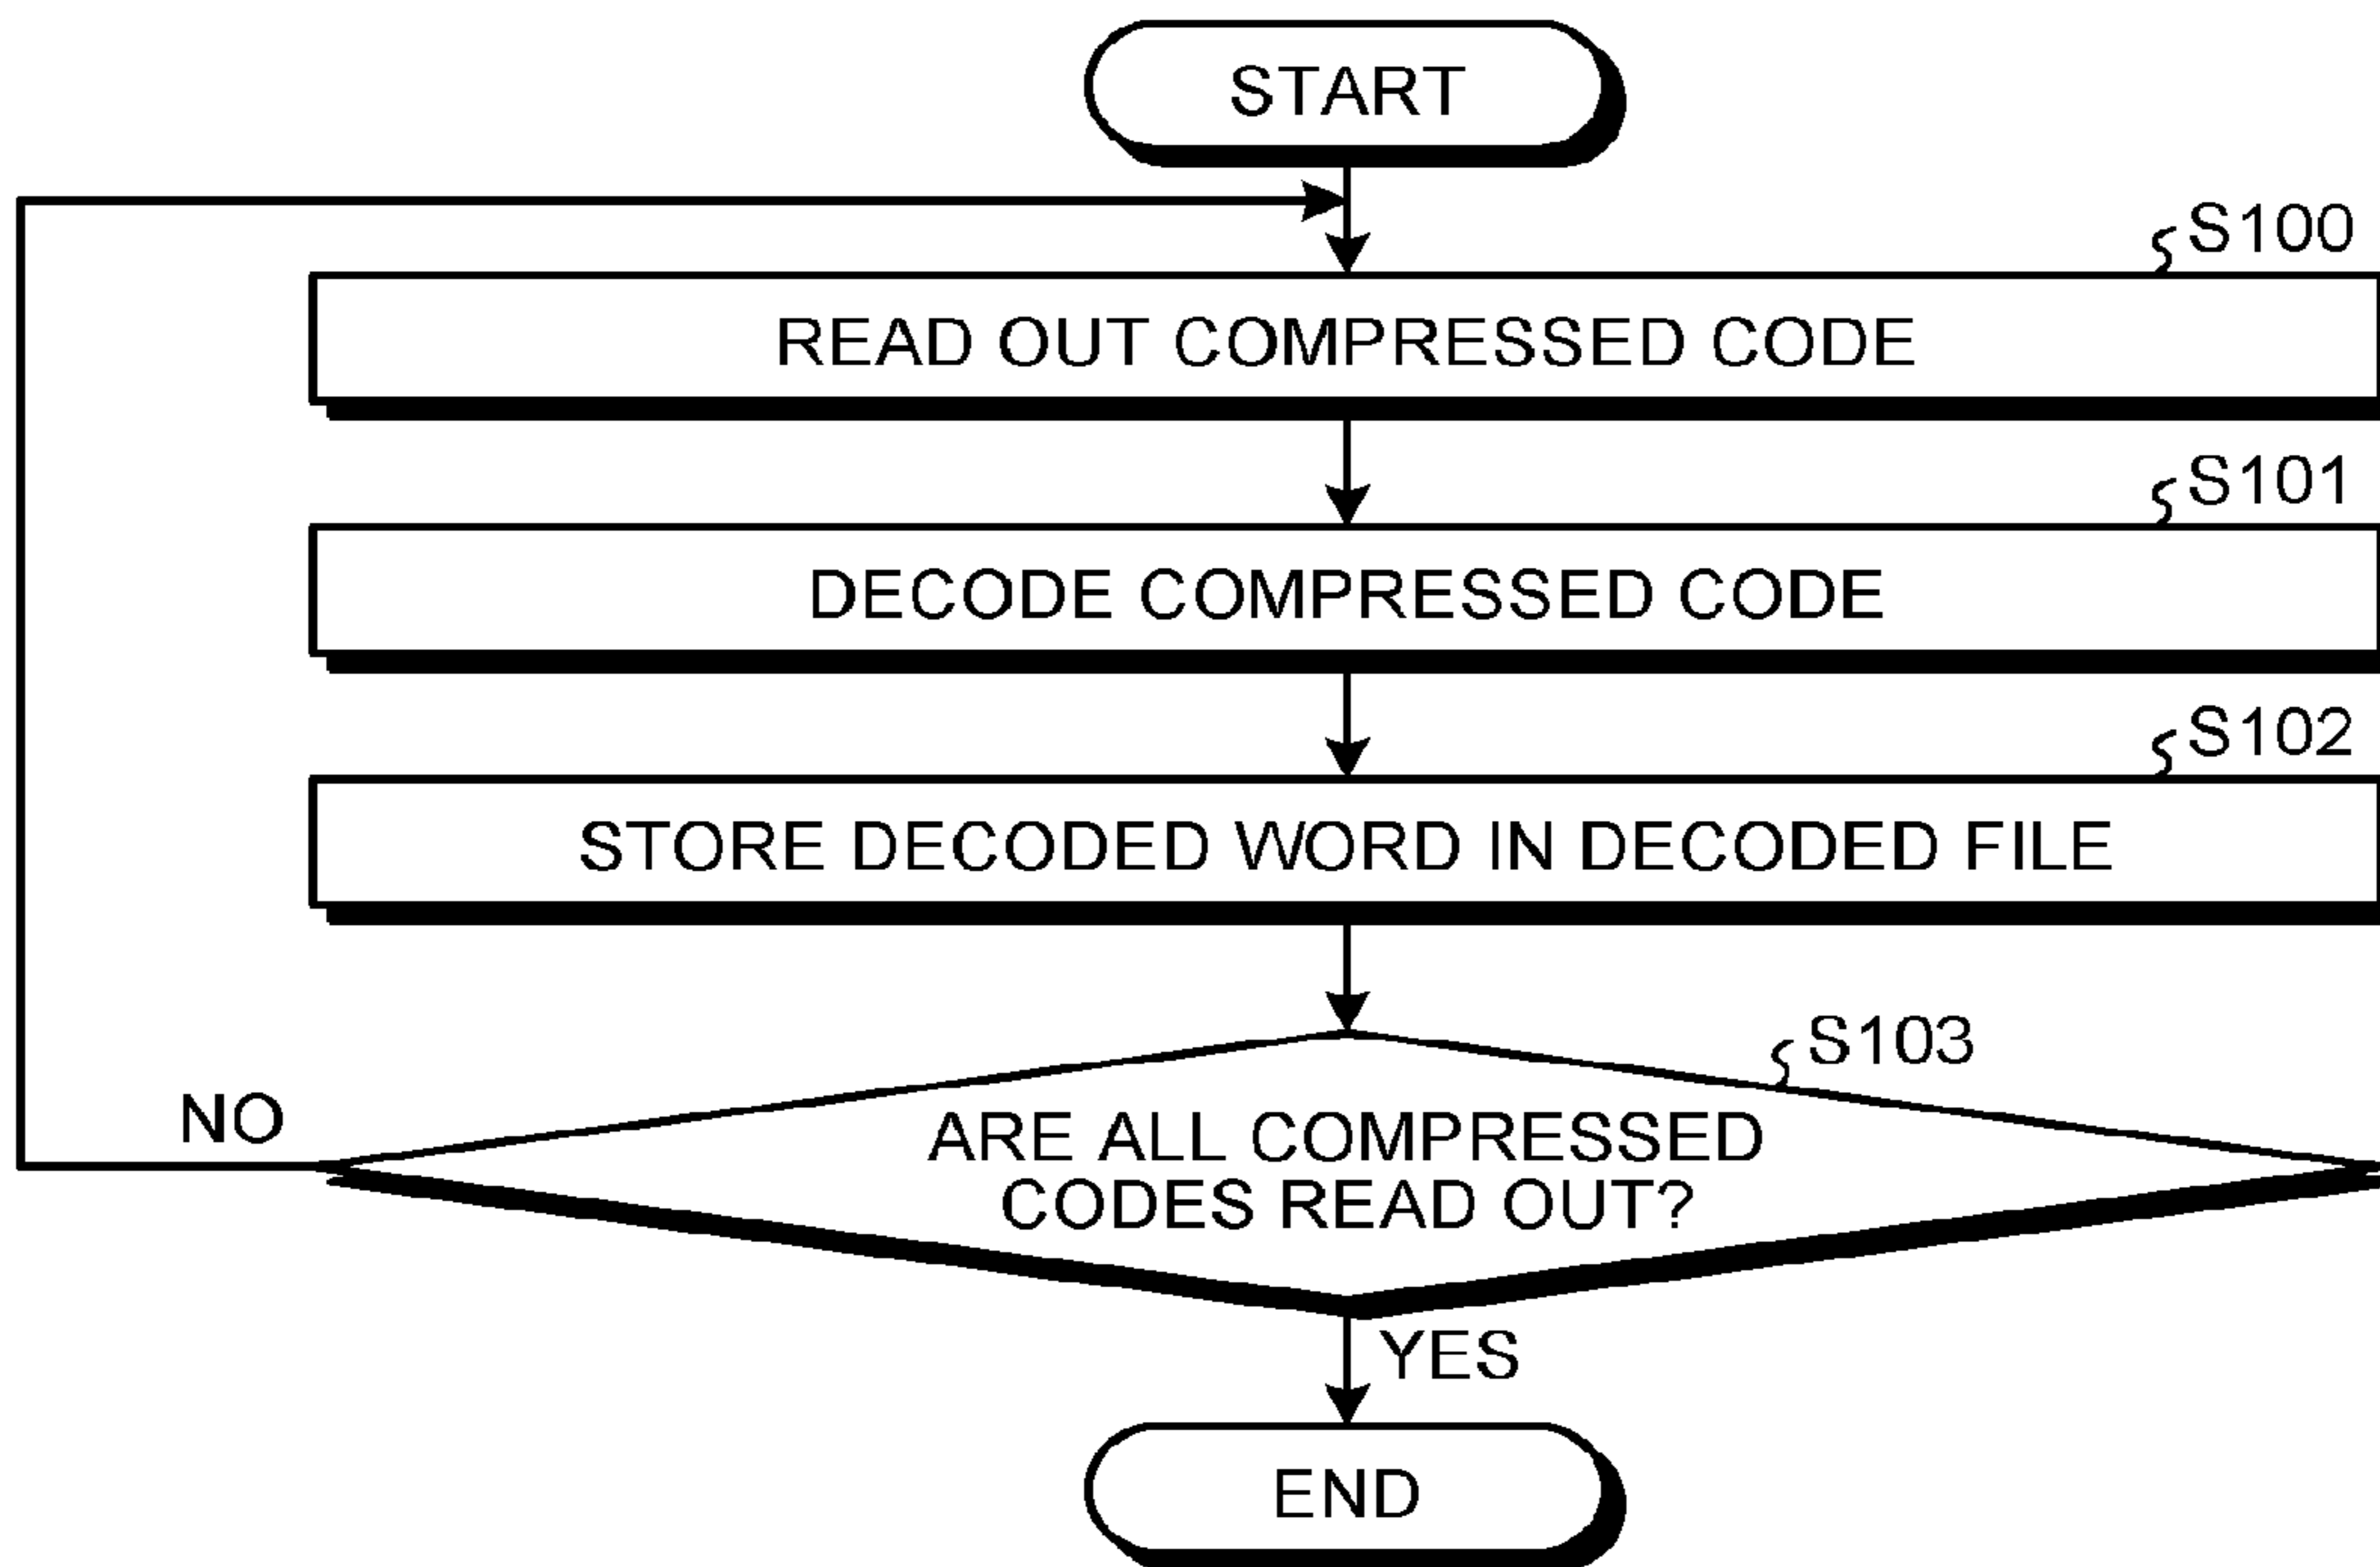 START
S100
READ OUT COMPRESSED CODE
S101
DECODE COMPRESSED CODE
S102
STORE DECODED WORD IN DECODED FILE
S103
NO
ARE ALL COMPRESSED
CODES READ OUT?
YES
END